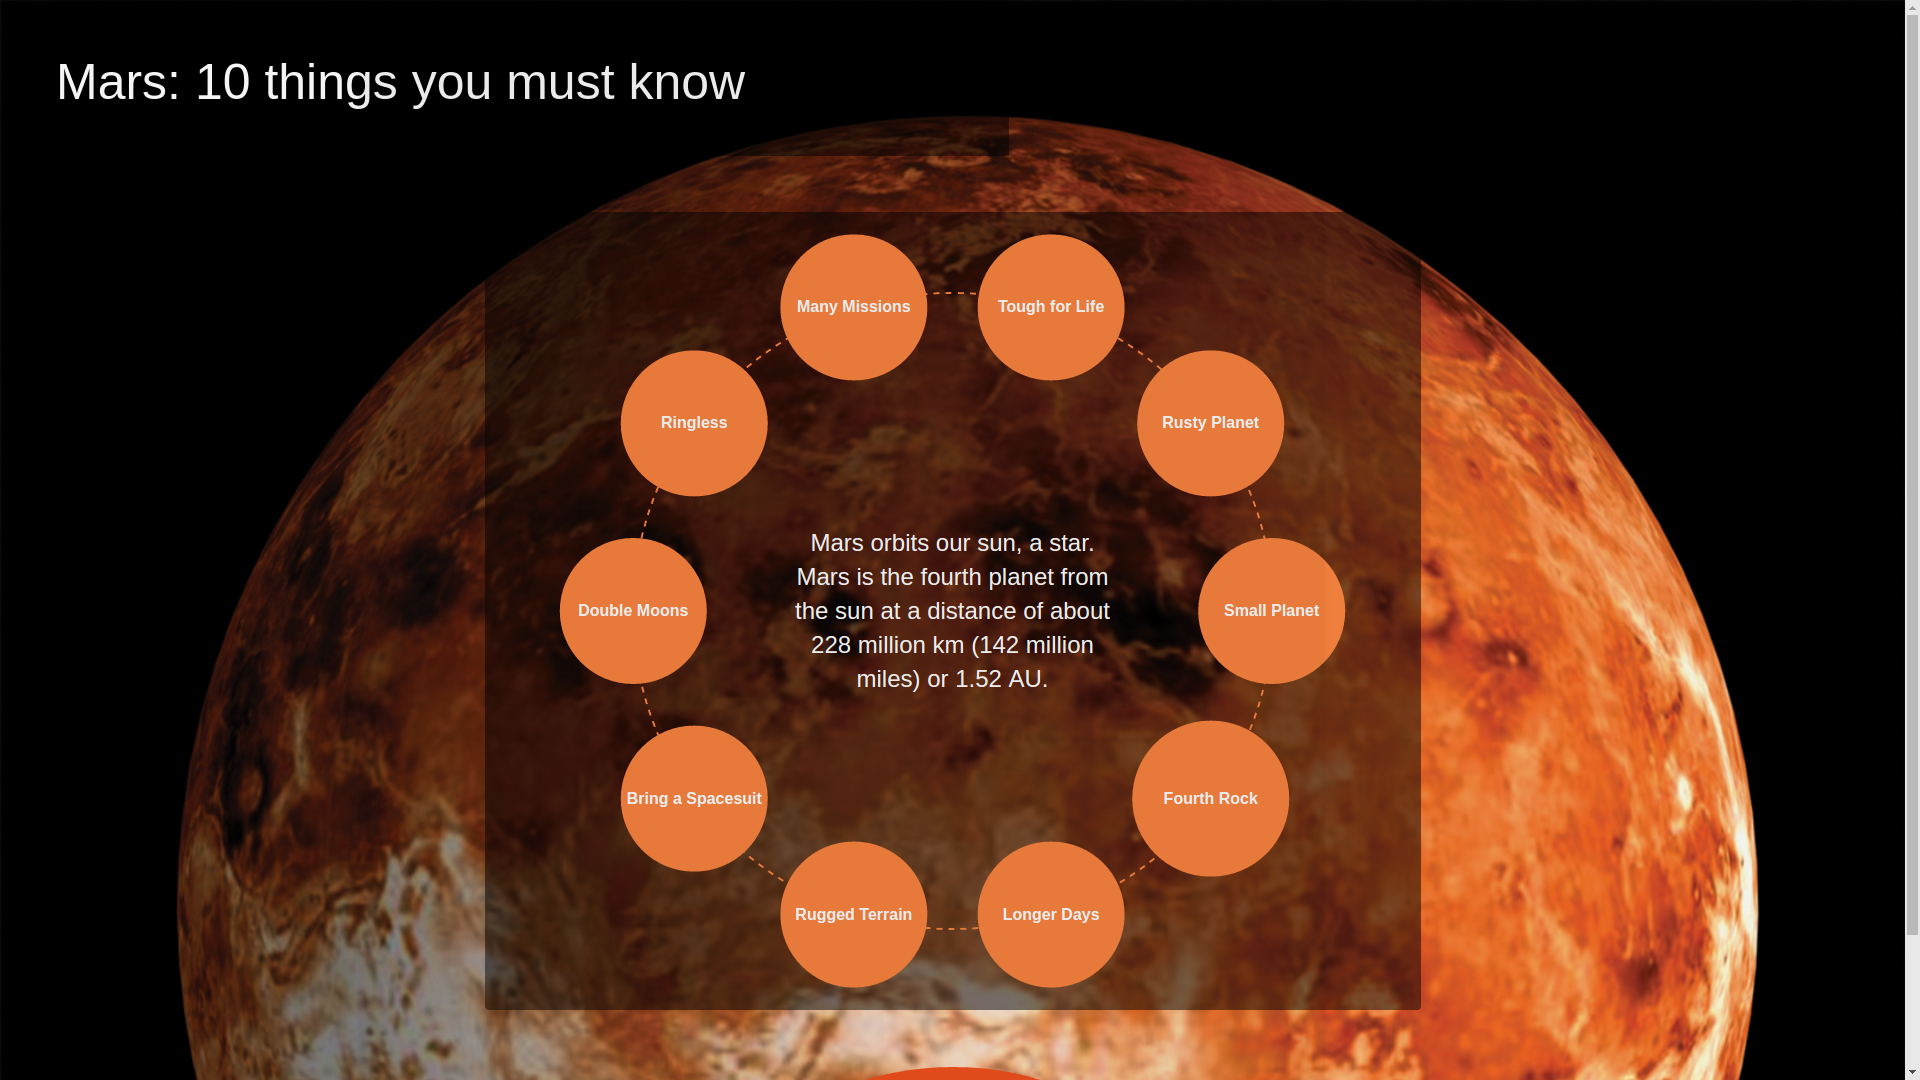 Mars: 10 things you must know
Many Missions
Tough for Life
Ringless
Rusty Planet
Mars orbits our sun, a star.
Mars is the fourth planet from
the sun at a distance of about
228 million km (142 million
miles) or 1.52 AU.
Double Moons
Small Planet
Bring a Spacesuit
Fourth Rock
Rugged Terrain
Longer Days